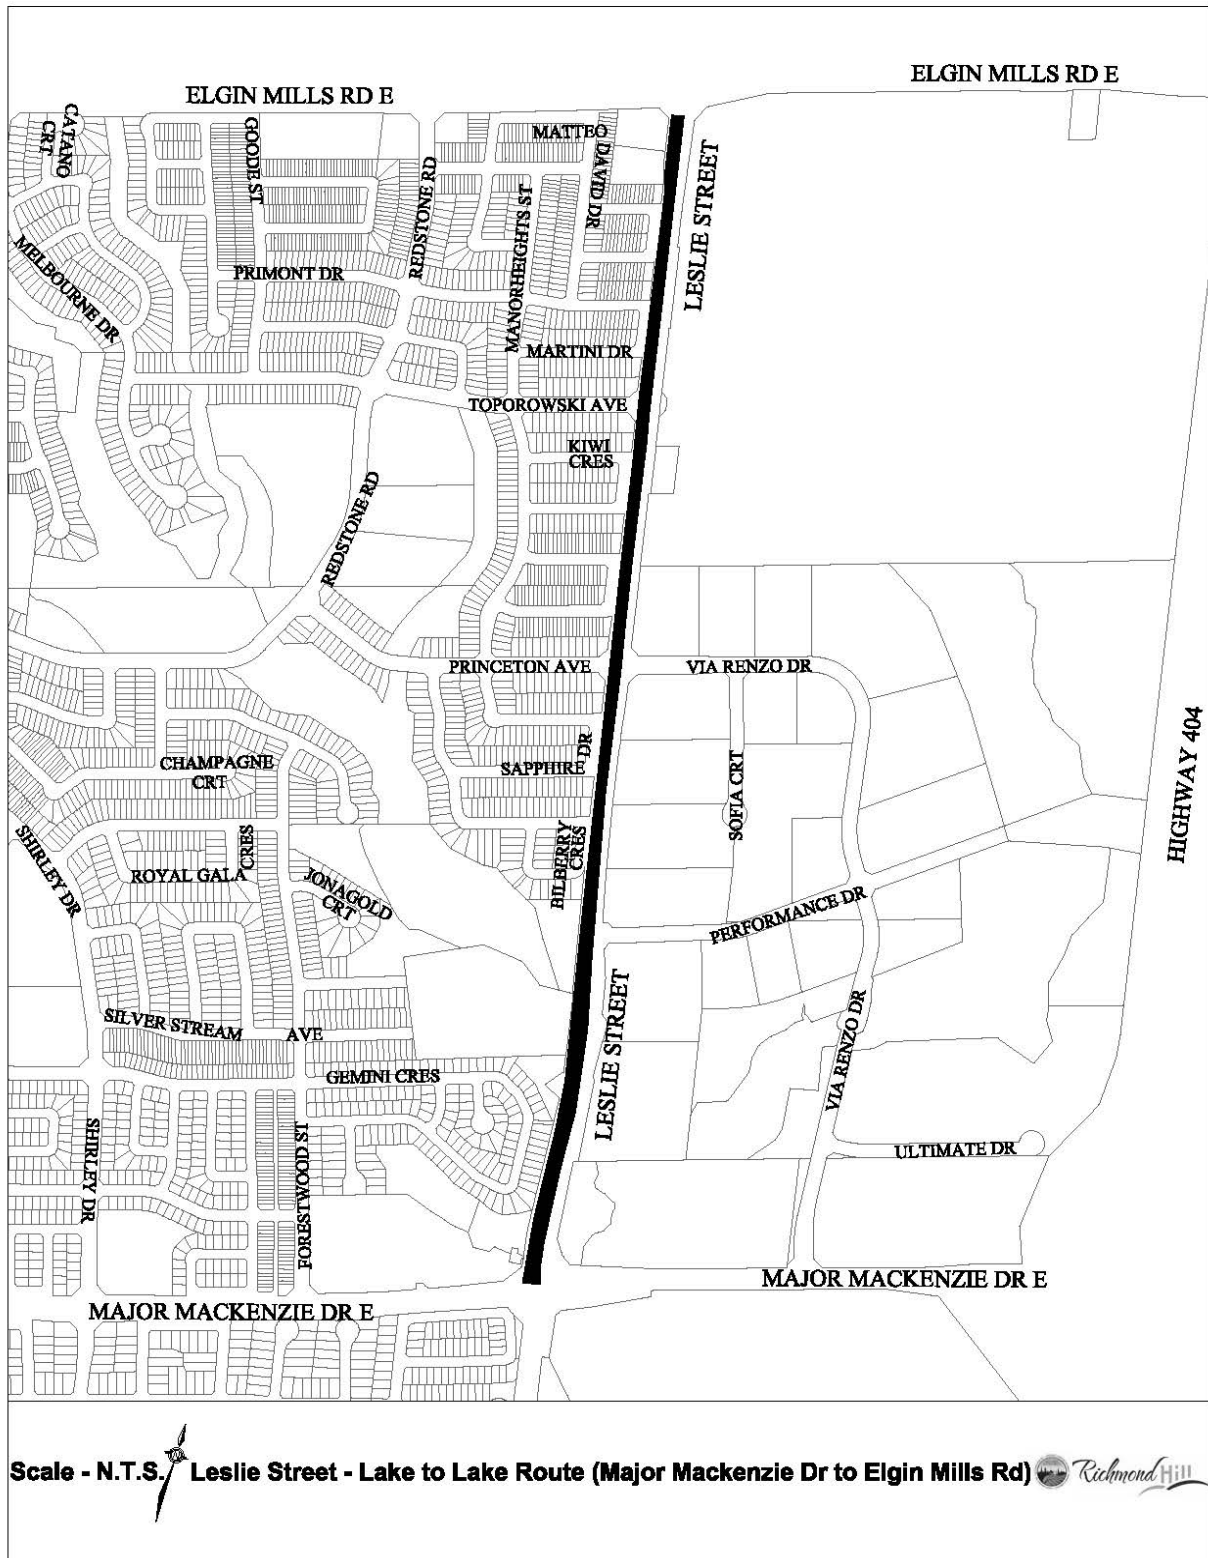 ELGIN MILLS RD E
ELGIN MILLS RD E
CATANO
CRT
GOODE ST
MATTEO
DAVID DR
REDSTONE RD
LESLIE STREET
MANORHEIGHTS ST
MELBOURNE DR
PRIMONT DR
MARTINI DR
TOPOROWSKI AVE
KIWI
CRES
REDSTONE RD
PRINCETON AVE
VIA RENZO DR
HIGHWAY 404
CHAMPAGNE
CRT
SAPPHIRE
DR
SOFIA CRT
SHIRLEY DR
ROYAL GALA
CRES
JONAGOLD
CRT
BILBERRY
CRES
PERFORMANCE DR
LESLIE STREET
SILVER STREAM
AVE
VIA RENZO DR
GEMINI CRES
SHIRLEY DR
FORESTWOOD ST
ULTIMATE DR
MAJOR MACKENZIE DR E
MAJOR MACKENZIE DR E
Scale - N.T.S.
N
Leslie Street - Lake to Lake Route (Major Mackenzie Dr to Elgin Mills Rd)
Richmond Hill